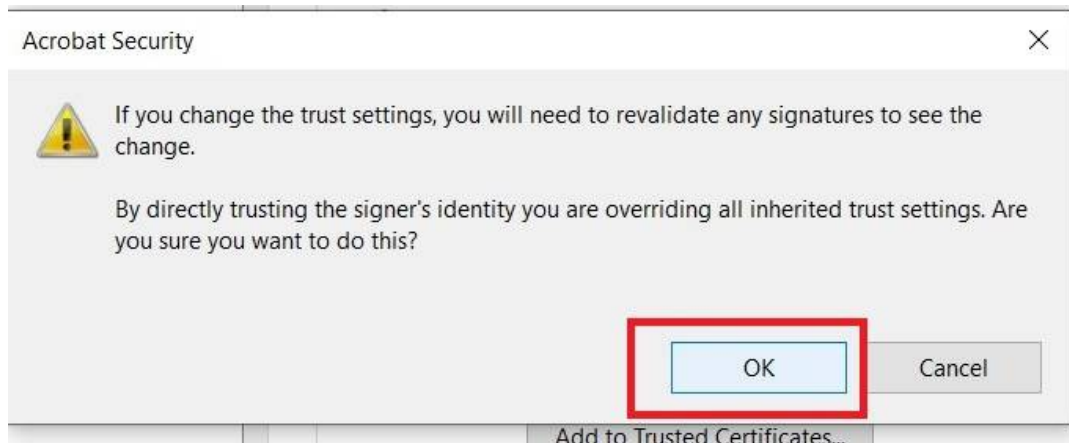 Acrobat Security
If you change the trust settings, you will need to revalidate any signatures to see the
change.
By directly trusting the signer's identity you are overriding all inherited trust settings. Are
you sure you want to do this?
OK
Cancel
Add to Trusted Certificates...